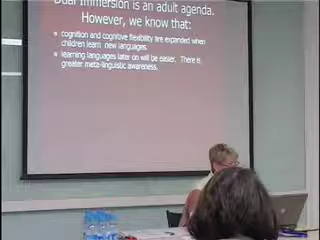 Dual Immersion is an adult agenda.
However, we know that:
cognition and cognitive flexibility are expanded when
children learn new languages.
learning languages later on will be easier. There is
greater meta-linguistic awareness.